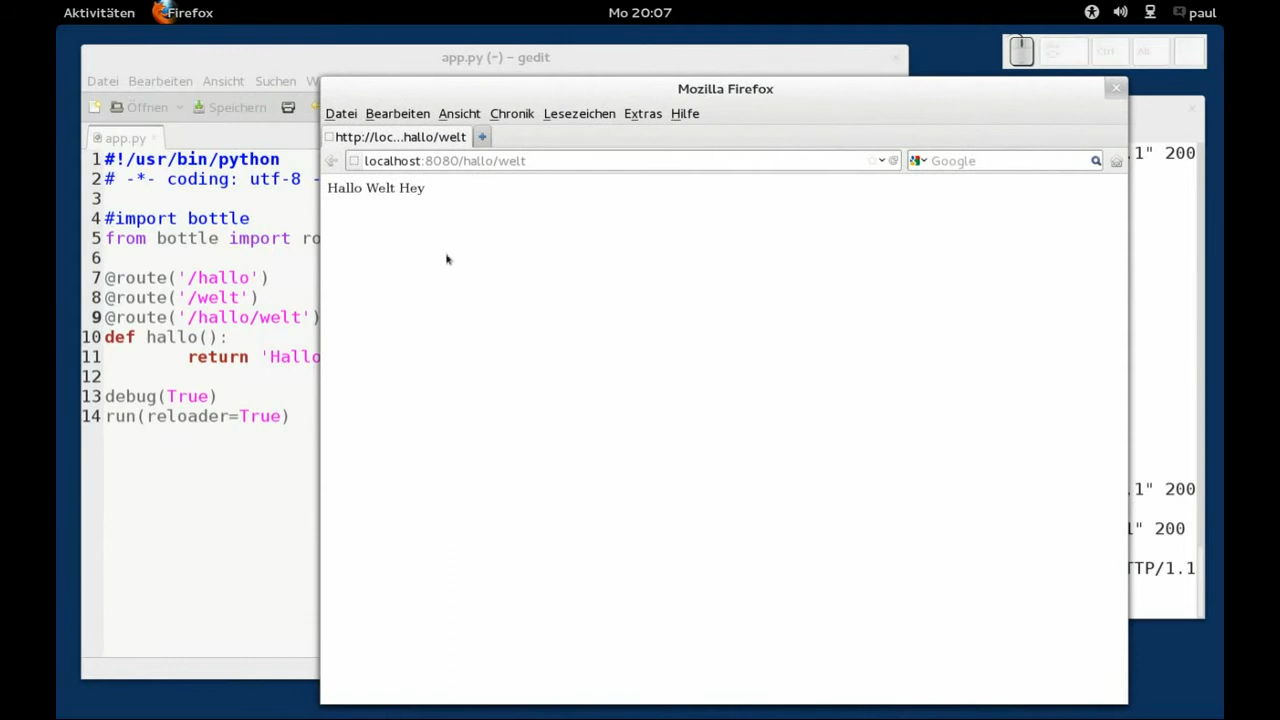 Aktivitäten Firefox Mo 20:07 paul
app.py (~) - gedit
Datei Bearbeiten Ansicht Suchen
Öffnen Speichern
app.py
1 #!/usr/bin/python
2 # -*- coding: utf-8 -
3
4 #import bottle
5 from bottle import ro
6
7 @route('/hallo')
8 @route('/welt')
9 @route('/hallo/welt')
10 def hallo():
11 return 'Hallo
12
13 debug(True)
14 run(reloader=True)
Mozilla Firefox
Datei Bearbeiten Ansicht Chronik Lesezeichen Extras Hilfe
http://loc...hallo/welt
localhost:8080/hallo/welt Google
Hallo Welt Hey
Ctrl Alt
.1" 200
.1" 200
1" 200
TTP/1.1